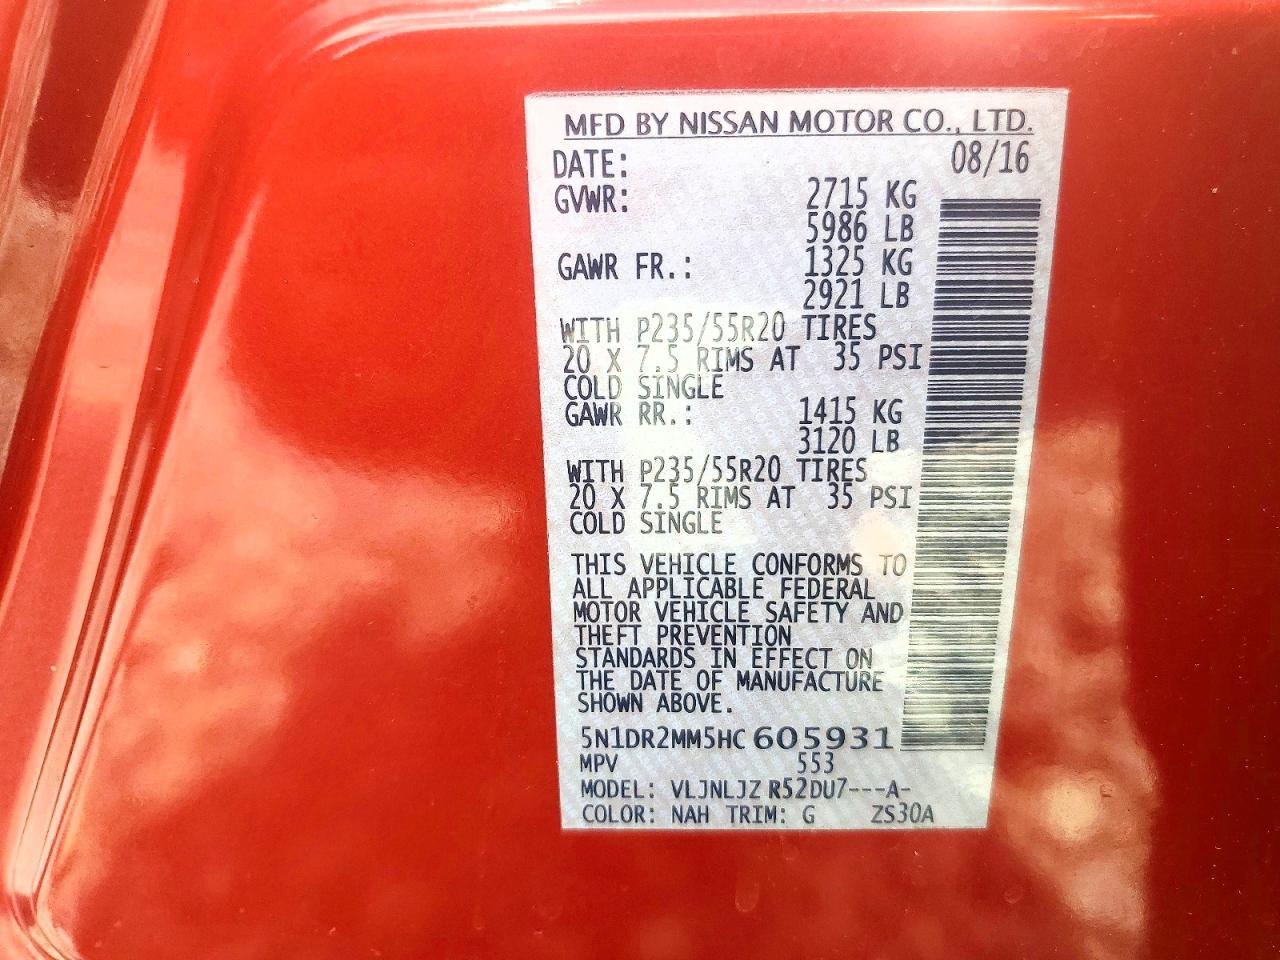 MFD BY NISSAN MOTOR CO., LTD.
DATE: 08/16
GVWR: 2715 KG
5986 LB
GAWR FR.: 1325 KG
2921 LB
WITH P235/55R20 TIRES
20 X 7.5 RIMS AT 35 PSI
COLD SINGLE
GAWR RR.: 1415 KG
3120 LB
WITH P235/55R20 TIRES
20 X 7.5 RIMS AT 35 PSI
COLD SINGLE
THIS VEHICLE CONFORMS TO
ALL APPLICABLE FEDERAL
MOTOR VEHICLE SAFETY AND
THEFT PREVENTION
STANDARDS IN EFFECT ON
THE DATE OF MANUFACTURE
SHOWN ABOVE.
5N1DR2MM5HC605931
MPV 553
MODEL: VLJNLJZ R52DU7---A-
COLOR: NAH TRIM: G ZS30A